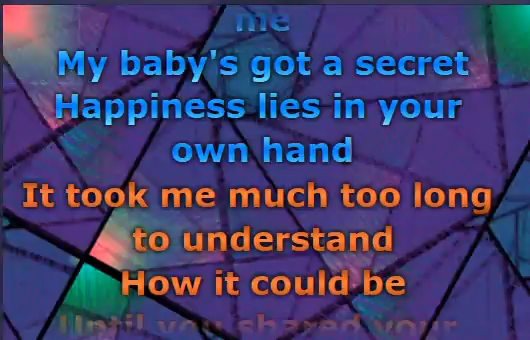 me
My baby's got a secret
Happiness lies in your
own hand
It took me much too long
to understand
How it could be
Until you shared your